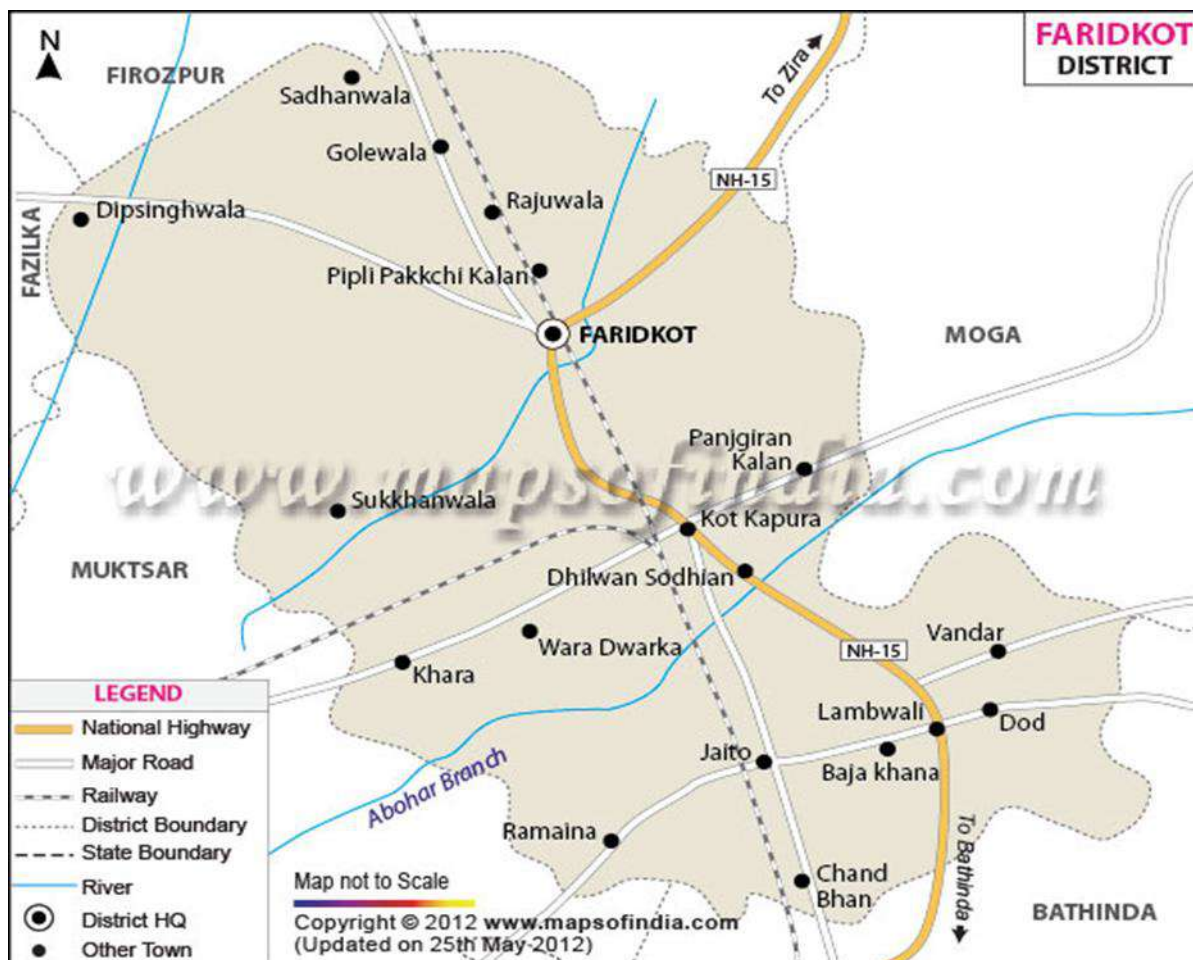 FARIDKOT
DISTRICT
N
FIROZPUR
Sadhanwala
To Zira
Golewala
NH-15
Rajuwala
Dipsinghwala
FAZILKA
Pipli Pakkchi Kalan
FARIDKOT
MOGA
Panjgiran
Kalan
www.mapsofindia.com
Sukkhanwala
Kot Kapura
MUKTSAR
Dhilwan Sodhian
Wara Dwarka
Vandar
NH-15
Khara
Lambwali
Dod
Jaito
Baja khana
Abohar Branch
Ramaina
To Bathinda
Chand
Bhan
BATHINDA
LEGEND
National Highway
Major Road
Railway
District Boundary
State Boundary
River
District HQ
Other Town
Map not to Scale
Copyright © 2012 www.mapsofindia.com
(Updated on 25th May-2012)